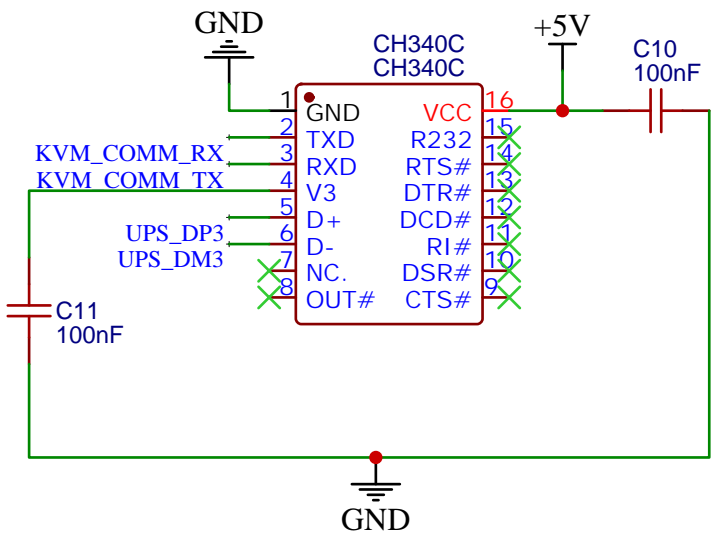 GND
CH340C
CH340C
+5V
C10
100nF
1
GND
VCC
16
2
TXD
R232
15
KVM_COMM_RX
3
RXD
RTS#
14
KVM_COMM_TX
4
V3
DTR#
13
5
D+
DCD#
12
UPS_DP3
6
D-
RI#
11
UPS_DM3
7
NC.
DSR#
10
8
OUT#
CTS#
9
C11
100nF
GND